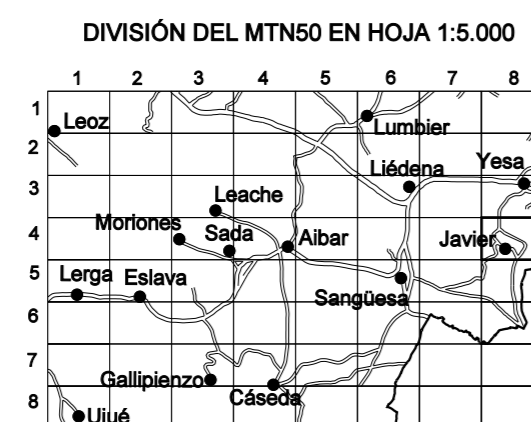 DIVISIÓN DEL MTN50 EN HOJA 1:5.000
1 2 3 4 5 6 7 8
1
Leoz
Lumbier
2
Liédena
Yesa
3
Leache
Moriones
Sada
4
Aibar
Javier
5
Lerga
Eslava
Sangüesa
6
7
Gallipienzo
Cáseda
8
Ujué